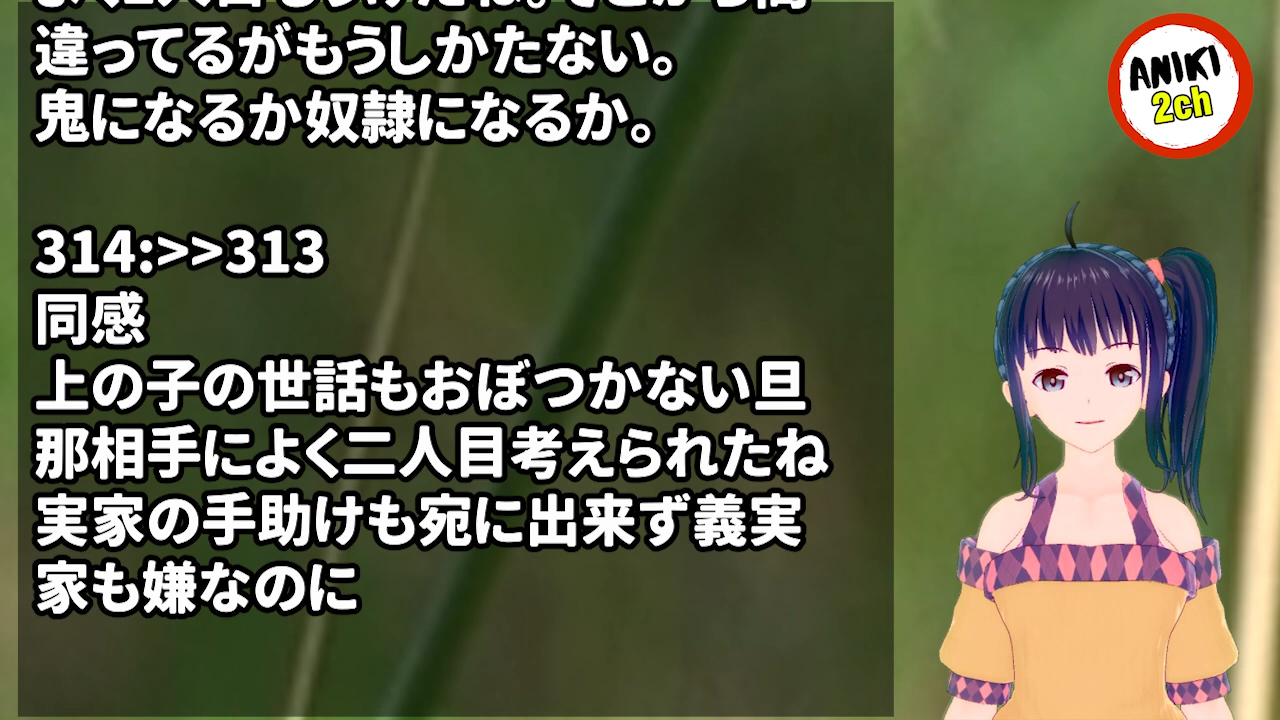 違ってるがもうしかたない。
鬼になるか奴隷になるか。
314:>>313
同感
上の子の世話もおぼつかない旦
那相手によく二人目考えられたね
実家の手助けも宛に出来ず義実
家も嫌なのに
ANIKI
2ch